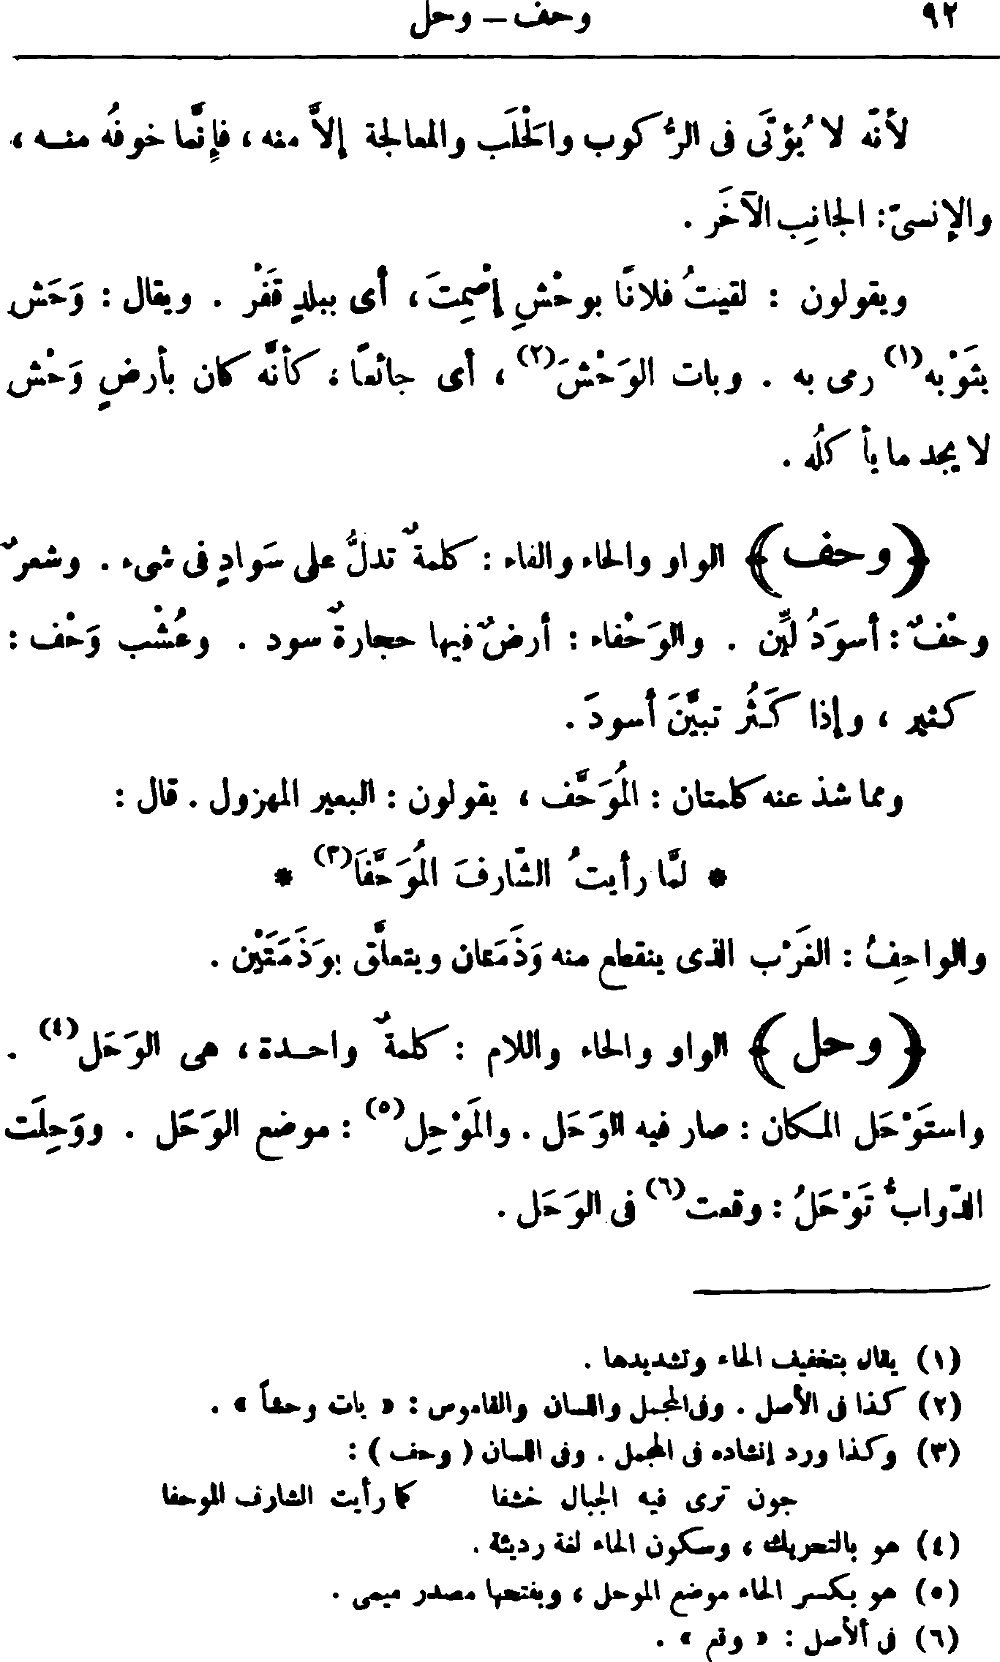 ٩٢ وحف – وحل
لأنّه لا يُؤتَى فى الرُّكوب والحْلَب والمعالجة إلاَّ منه ، فإنَّما خوفُه منه ،
والإنسىّ : الجانِب الآخَر .
ويقولون : لقيتُ فلانًا بوحْشِ إصْمِتَ ، أى ببلدٍ قَفْر . ويقال : وَحَش
بثَوْبه(١) رمى به . وبات الوَحْشَ(٢) ، أى جائعًا ؛ كأنَّه كان بأرضٍ وَحْش
لا يجد ما يأكلُه .
﴿ وحف ﴾ الواو والحاء والفاء : كلمةٌ تدلُّ على سَوادٍ فى شىء . وشعرٌ
وحْفٌ : أسوَدُ ليِّن . والوَحْفاء : أرضٌ فيها حجارةٌ سود . وعُشْب وَحْف :
كثير ، وإذا كَثُر تبيَّنَ أسودَ .
ومما شذ عنه كلمتان : المُوَحَّف ، يقولون : البعير المهزول . قال :
* لمَّا رأيتُ الشّارفَ المُوَحَّفَا(٣) *
والواحِفُ : الغَرْب الذى ينقطع منه وَذَمَتان ويتعلَّق بوَذَمَتَيْن .
﴿ وحل ﴾ الواو والحاء واللام : كلمةٌ واحدة ، هى الوَحَل(٤) .
واستَوْحَل المكان : صار فيه الوَحَل . والمَوْحِل(٥) : موضع الوَحَل . ووَحِلَت
الدّوابُّ تَوْحَلُ : وقعت(٦) فى الوَحَل .
(١) يقال بتخفيف الحاء وتشديدها .
(٢) كذا فى الأصل . وفى المجمل واللسان والقاموس : « بات وحشاً » .
(٣) وكذا ورد إنشاده فى المجمل . وفى اللسان ( وحف ) :
جون ترى فيه الجبال خشفا كما رأيت الشارف الموحفا
(٤) هو بالتحريك ، وسكون الحاء لغة رديئة .
(٥) هو بكسر الحاء موضع الموحل ، وبفتحها مصدر ميمى .
(٦) فى الأصل : « وقع » .